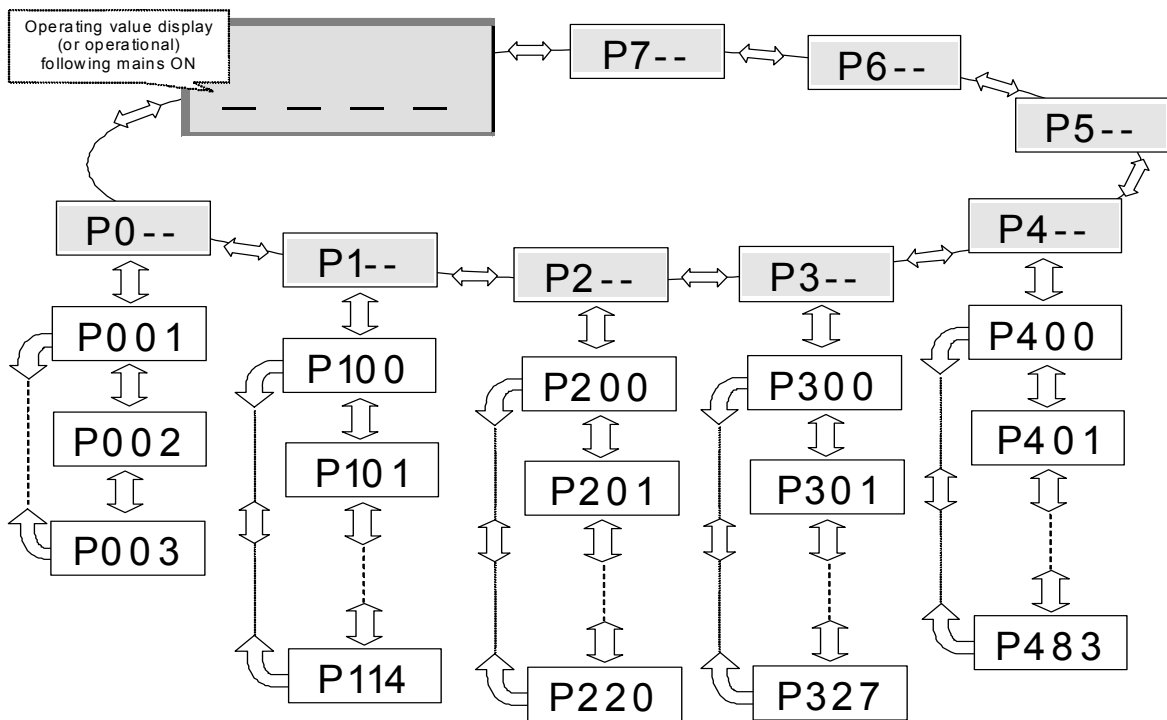 Operating value display
(or operational)
following mains ON
_ _ _ _
P7--
P6--
P5--
P0--
P1--
P2--
P3--
P4--
P001
P002
P003
P100
P101
P114
P200
P201
P220
P300
P301
P327
P400
P401
P483